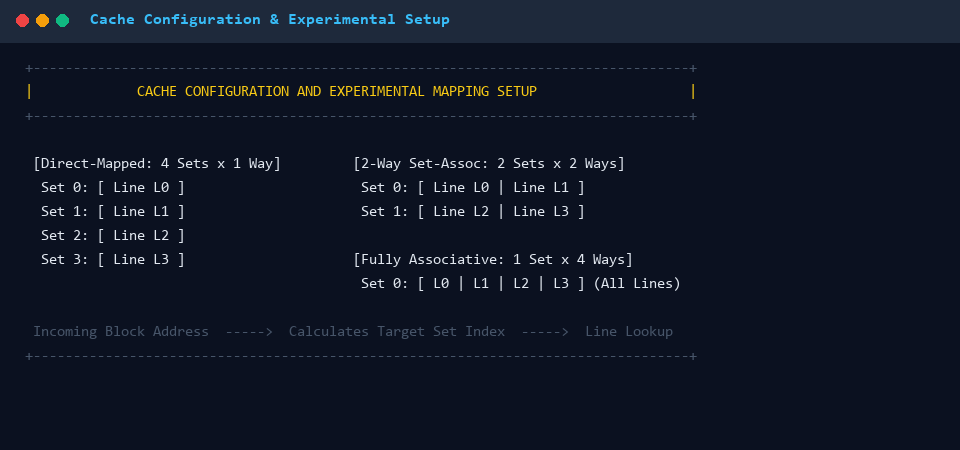 Cache Configuration & Experimental Setup
+----------------------------------------------------------------------------------+
|             CACHE CONFIGURATION AND EXPERIMENTAL MAPPING SETUP                   |
+----------------------------------------------------------------------------------+
[Direct-Mapped: 4 Sets x 1 Way]         [2-Way Set-Assoc: 2 Sets x 2 Ways]
Set 0: [ Line L0 ]                      Set 0: [ Line L0 | Line L1 ]
Set 1: [ Line L1 ]                      Set 1: [ Line L2 | Line L3 ]
Set 2: [ Line L2 ]
Set 3: [ Line L3 ]                     [Fully Associative: 1 Set x 4 Ways]
Set 0: [ L0 | L1 | L2 | L3 ] (All Lines)
Incoming Block Address  ----->  Calculates Target Set Index  ----->  Line Lookup
+----------------------------------------------------------------------------------+